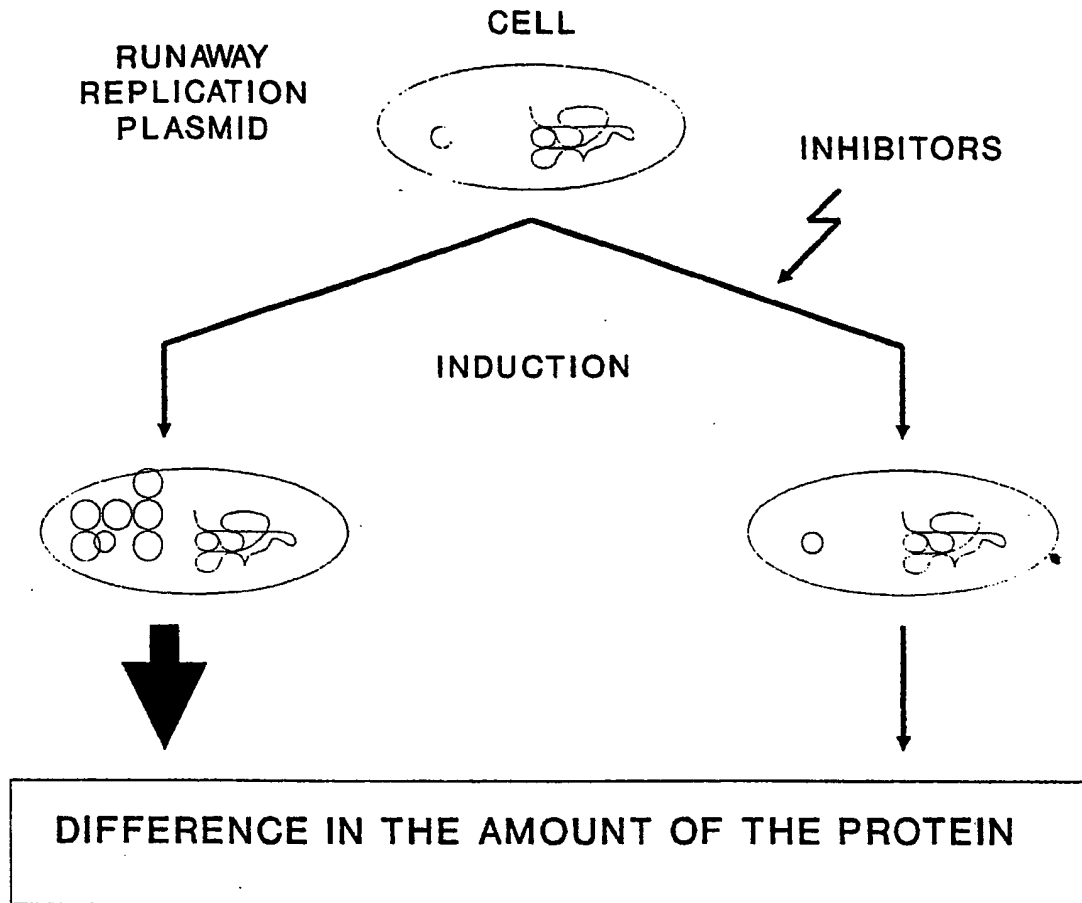 CELL
RUNAWAY
REPLICATION
PLASMID
INHIBITORS
INDUCTION
DIFFERENCE IN THE AMOUNT OF THE PROTEIN